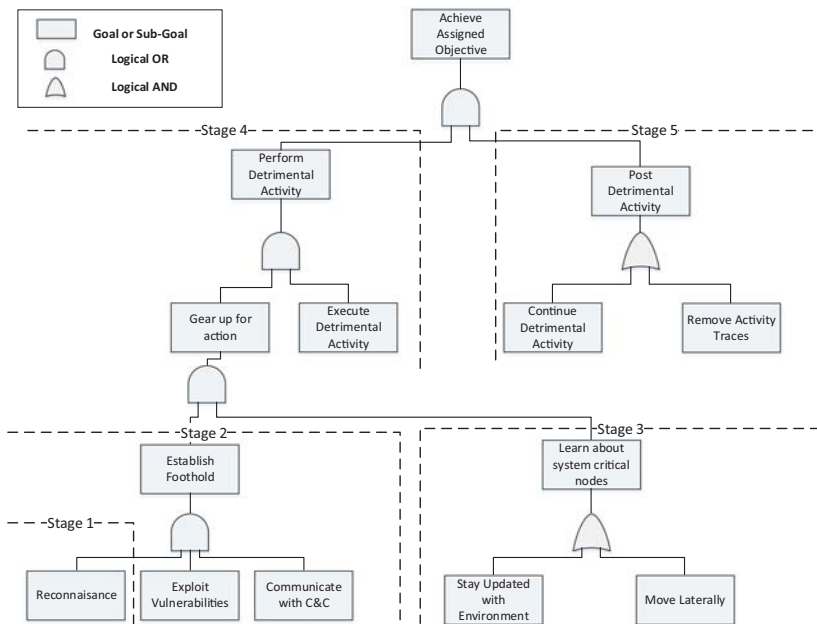 Goal or Sub-Goal
Logical OR
Logical AND
Achieve
Assigned
Objective
Stage 4
Stage 5
Perform
Detrimental
Activity
Post
Detrimental
Activity
Gear up for
action
Execute
Detrimental
Activity
Continue
Detrimental
Activity
Remove Activity
Traces
Stage 2
Stage 3
Establish
Foothold
Learn about
system critical
nodes
Stage 1
Reconnaisance
Exploit
Vulnerabilities
Communicate
with C&C
Stay Updated
with
Environment
Move Laterally